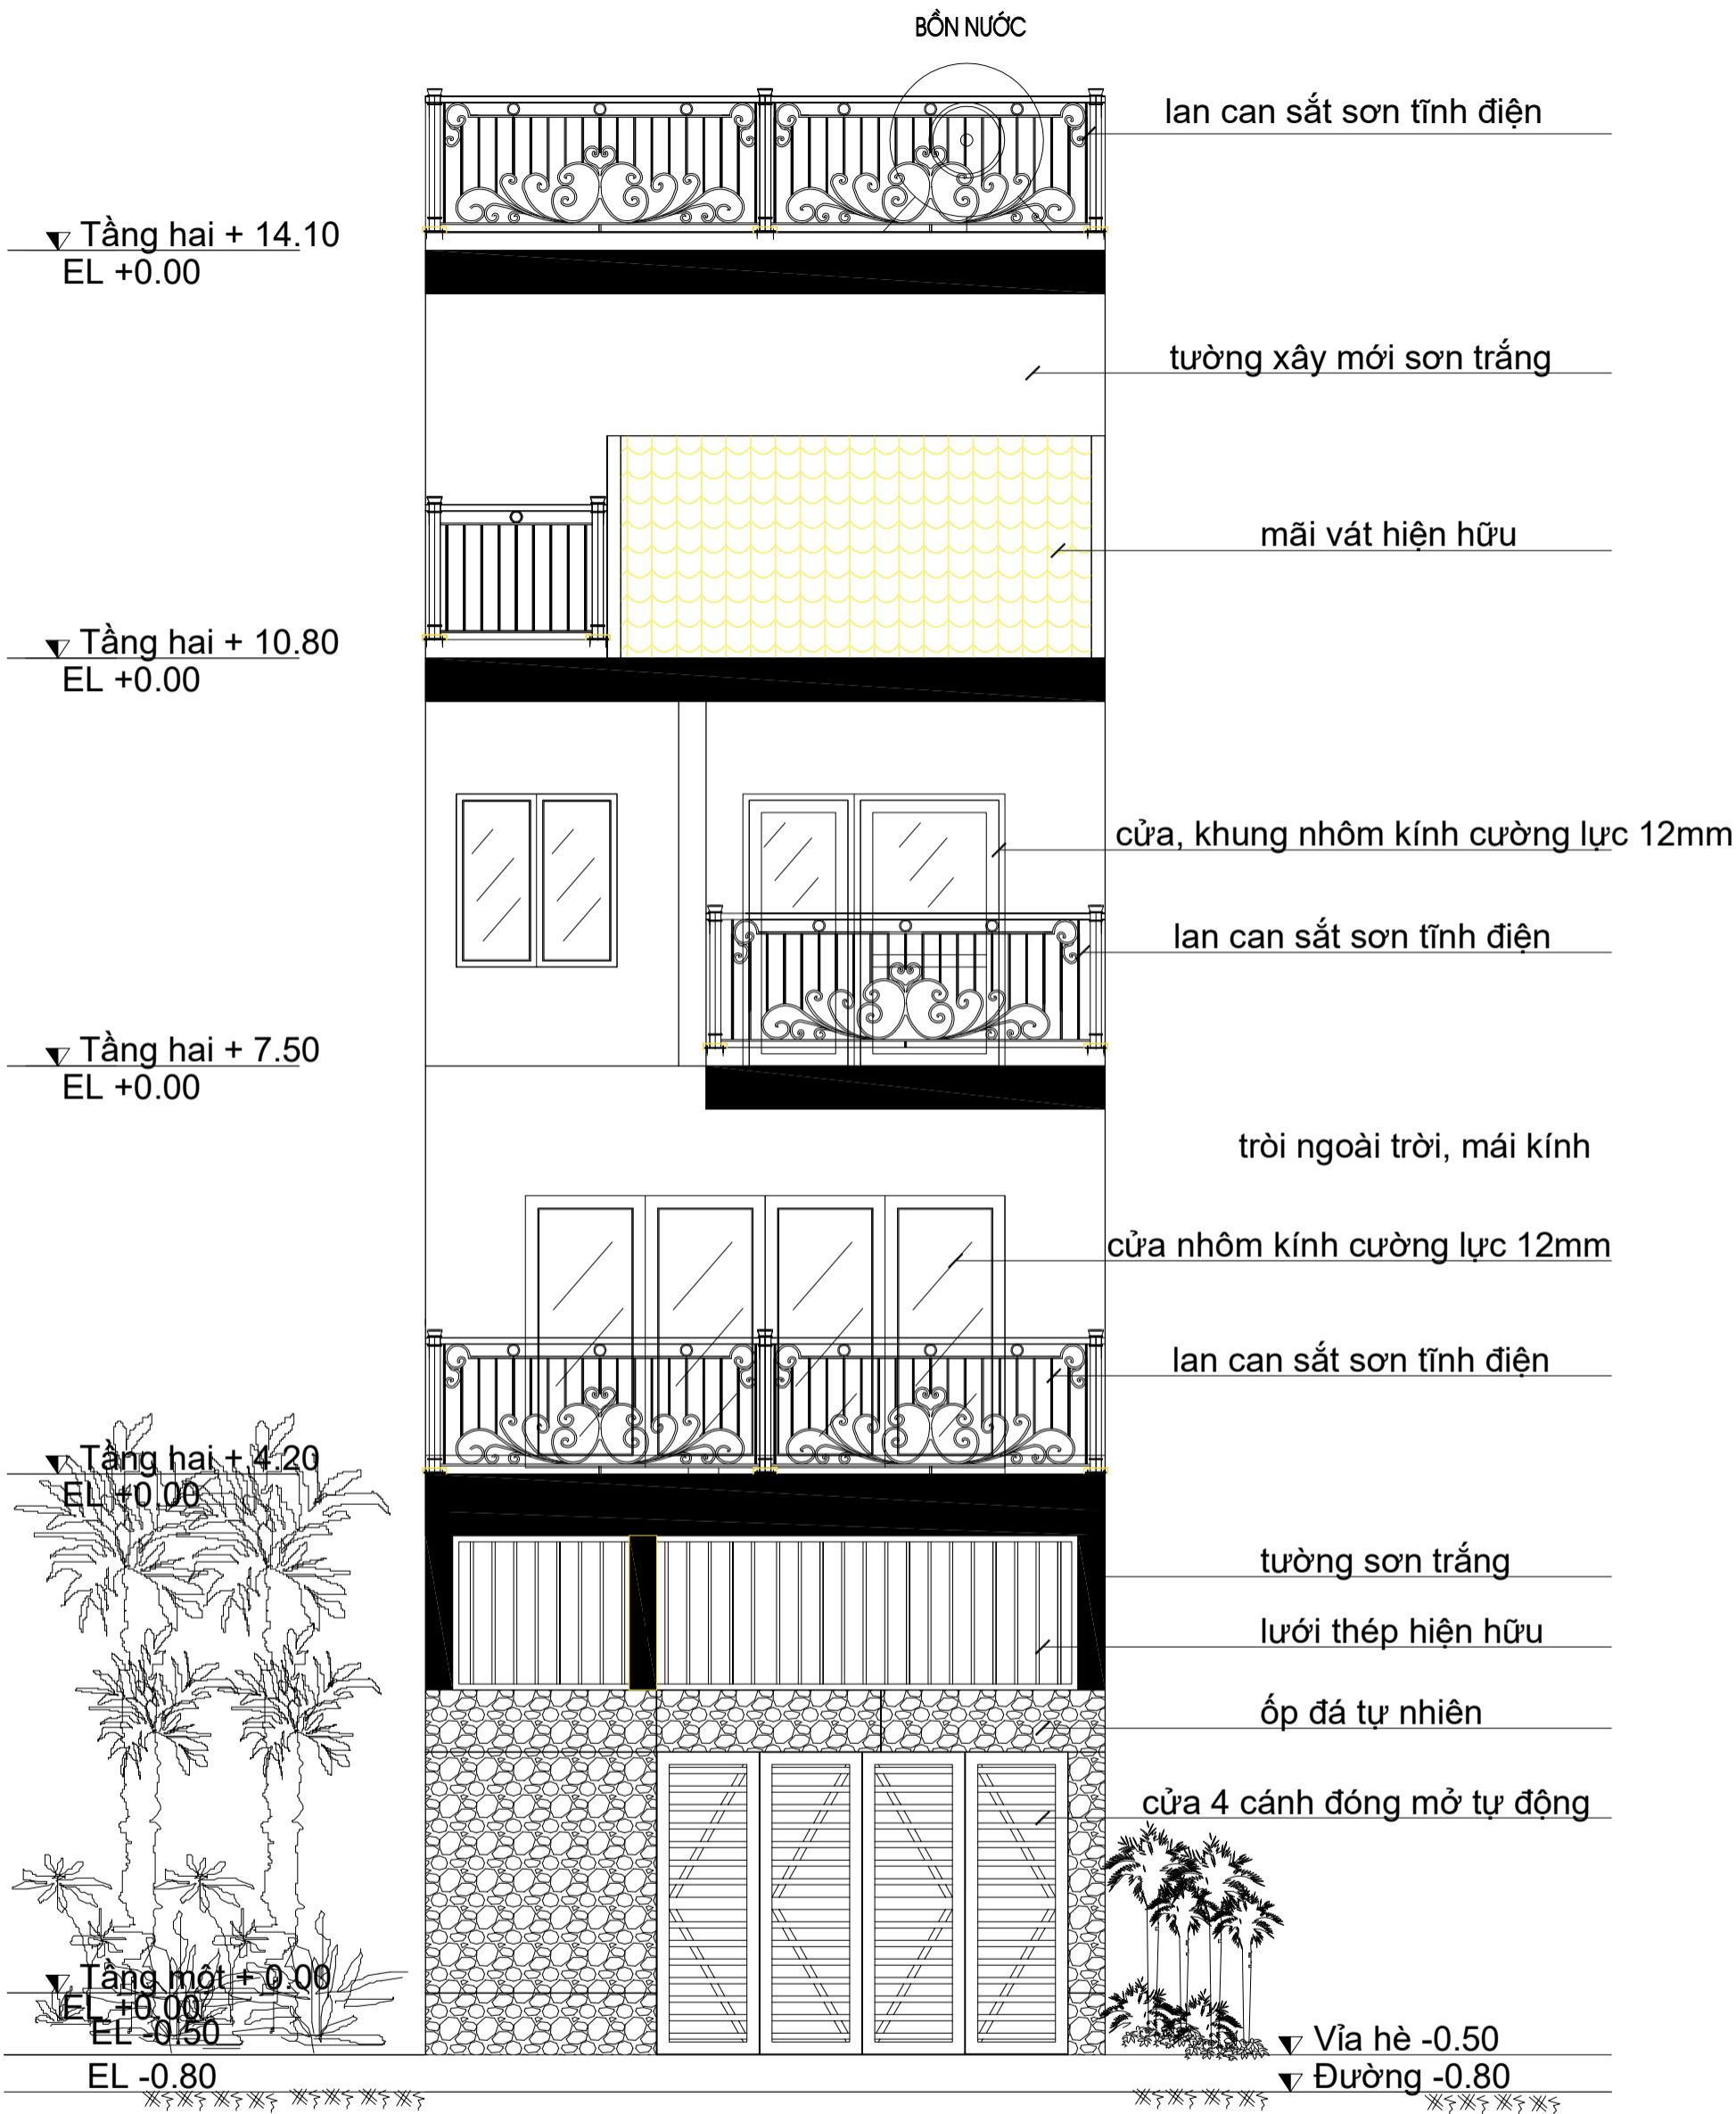 BỒN NƯỚC
lan can sắt sơn tĩnh điện
Tầng hai + 14.10
EL +0.00
tường xây mới sơn trắng
mãi vát hiện hữu
Tầng hai + 10.80
EL +0.00
cửa, khung nhôm kính cường lực 12mm
lan can sắt sơn tĩnh điện
Tầng hai + 7.50
EL +0.00
tròi ngoài trời, mái kính
cửa nhôm kính cường lực 12mm
lan can sắt sơn tĩnh điện
Tầng hai + 4.20
EL +0.00
tường sơn trắng
lưới thép hiện hữu
ốp đá tự nhiên
cửa 4 cánh đóng mở tự động
Tầng một + 0.00
EL +0.00
EL -0.50
Vỉa hè -0.50
EL -0.80
Đường -0.80